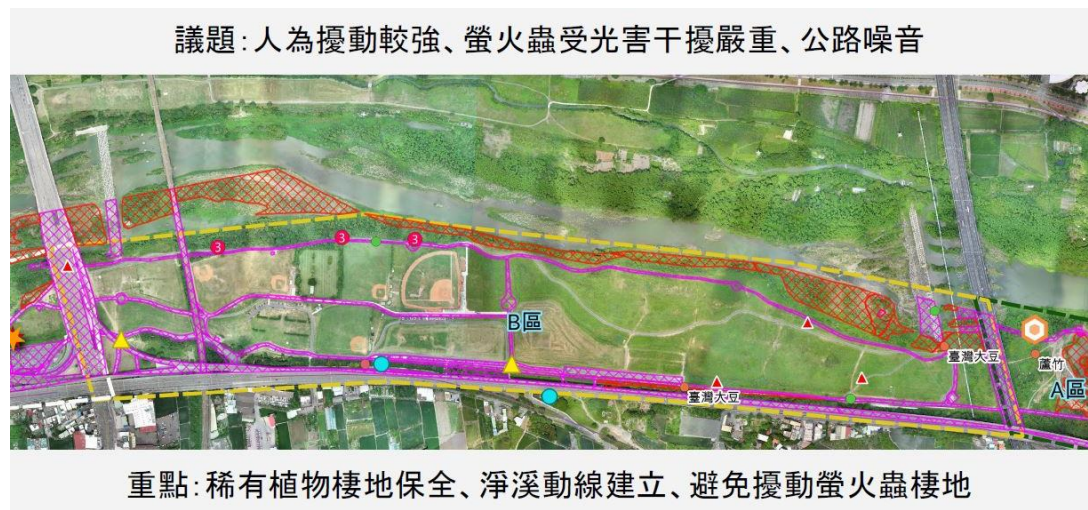 議題:人為擾動較強、螢火蟲受光害干擾嚴重、公路噪音
3
3
3
B區
臺灣大豆
蘆竹
A區
臺灣大豆
重點:稀有植物棲地保全、淨溪動線建立、避免擾動螢火蟲棲地